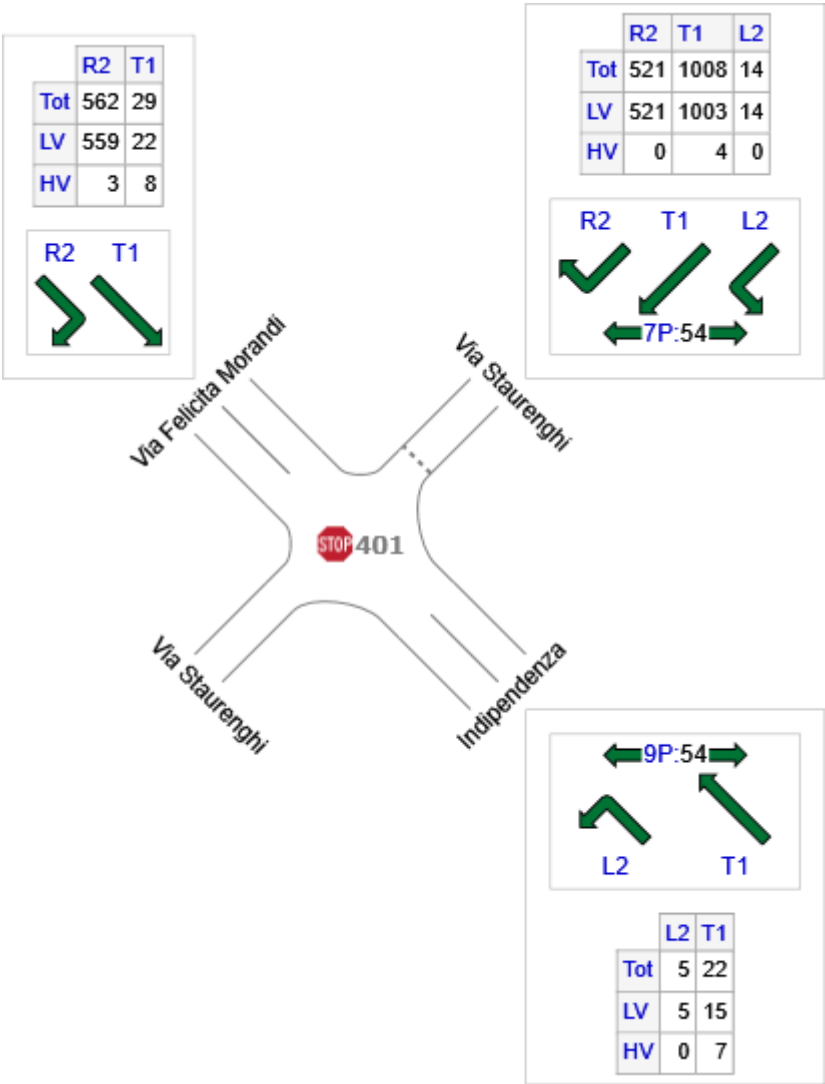 R2 T1
Tot 562 29
LV 559 22
HV 3 8
R2 T1
R2 T1 L2
Tot 521 1008 14
LV 521 1003 14
HV 0 4 0
R2 T1 L2
7P:54
Via Felicita Morandi
Via Staurenghi
STOP 401
Via Staurenghi
Indipendenza
9P:54
L2 T1
L2 T1
Tot 5 22
LV 5 15
HV 0 7